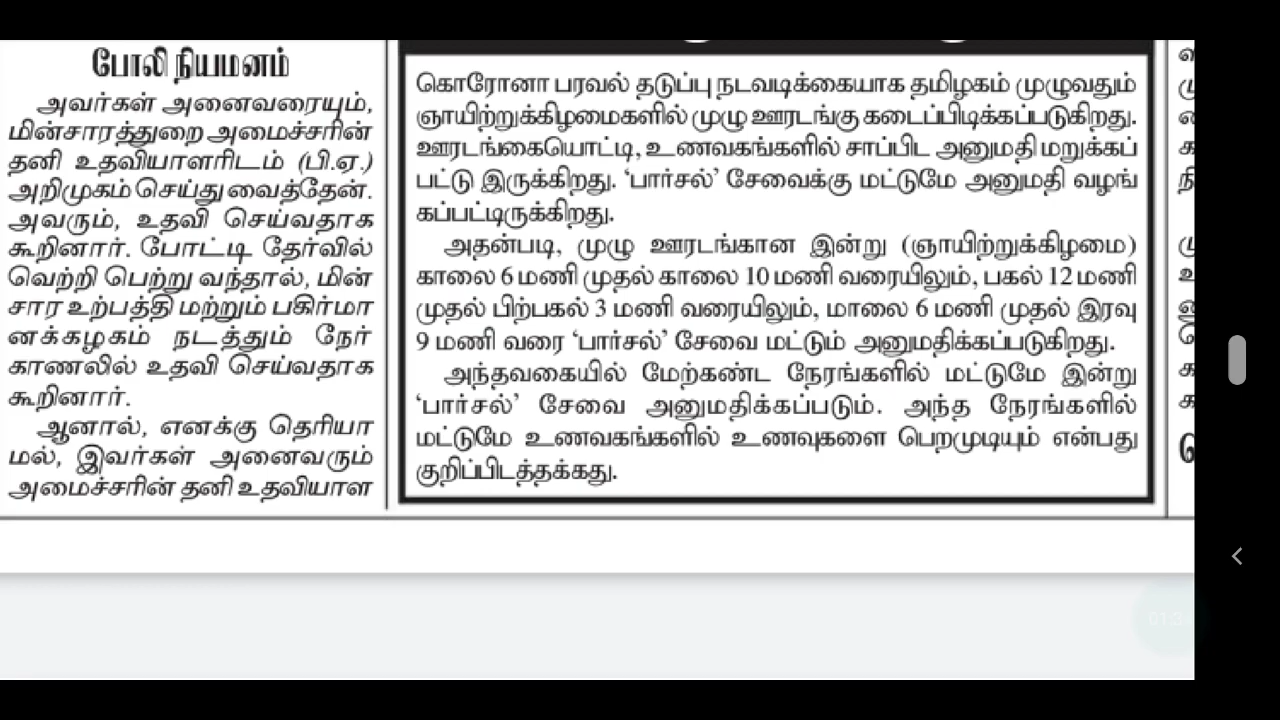 போலி நியமனம்
அவர்கள் அனைவரையும்,
மின்சாரத்துறை அமைச்சரின்
தனி உதவியாளரிடம் (பி.ஏ.)
அறிமுகம் செய்து வைத்தேன்.
அவரும், உதவி செய்வதாக
கூறினார். போட்டி தேர்வில்
வெற்றி பெற்று வந்தால், மின்
சார உற்பத்தி மற்றும் பகிர்மா
னக்கழகம் நடத்தும் நேர்
காணலில் உதவி செய்வதாக
கூறினார்.
ஆனால், எனக்கு தெரியா
மல், இவர்கள் அனைவரும்
அமைச்சரின் தனி உதவியாள
கொரோனா பரவல் தடுப்பு நடவடிக்கையாக தமிழகம் முழுவதும்
ஞாயிற்றுக்கிழமைகளில் முழு ஊரடங்கு கடைப்பிடிக்கப்படுகிறது.
ஊரடங்கையொட்டி, உணவகங்களில் சாப்பிட அனுமதி மறுக்கப்
பட்டு இருக்கிறது. ‘பார்சல்’ சேவைக்கு மட்டுமே அனுமதி வழங்
கப்பட்டிருக்கிறது.
அதன்படி, முழு ஊரடங்கான இன்று (ஞாயிற்றுக்கிழமை)
காலை 6 மணி முதல் காலை 10 மணி வரையிலும், பகல் 12 மணி
முதல் பிற்பகல் 3 மணி வரையிலும், மாலை 6 மணி முதல் இரவு
9 மணி வரை ‘பார்சல்’ சேவை மட்டும் அனுமதிக்கப்படுகிறது.
அந்தவகையில் மேற்கண்ட நேரங்களில் மட்டுமே இன்று
‘பார்சல்’ சேவை அனுமதிக்கப்படும். அந்த நேரங்களில்
மட்டுமே உணவகங்களில் உணவுகளை பெறமுடியும் என்பது
குறிப்பிடத்தக்கது.